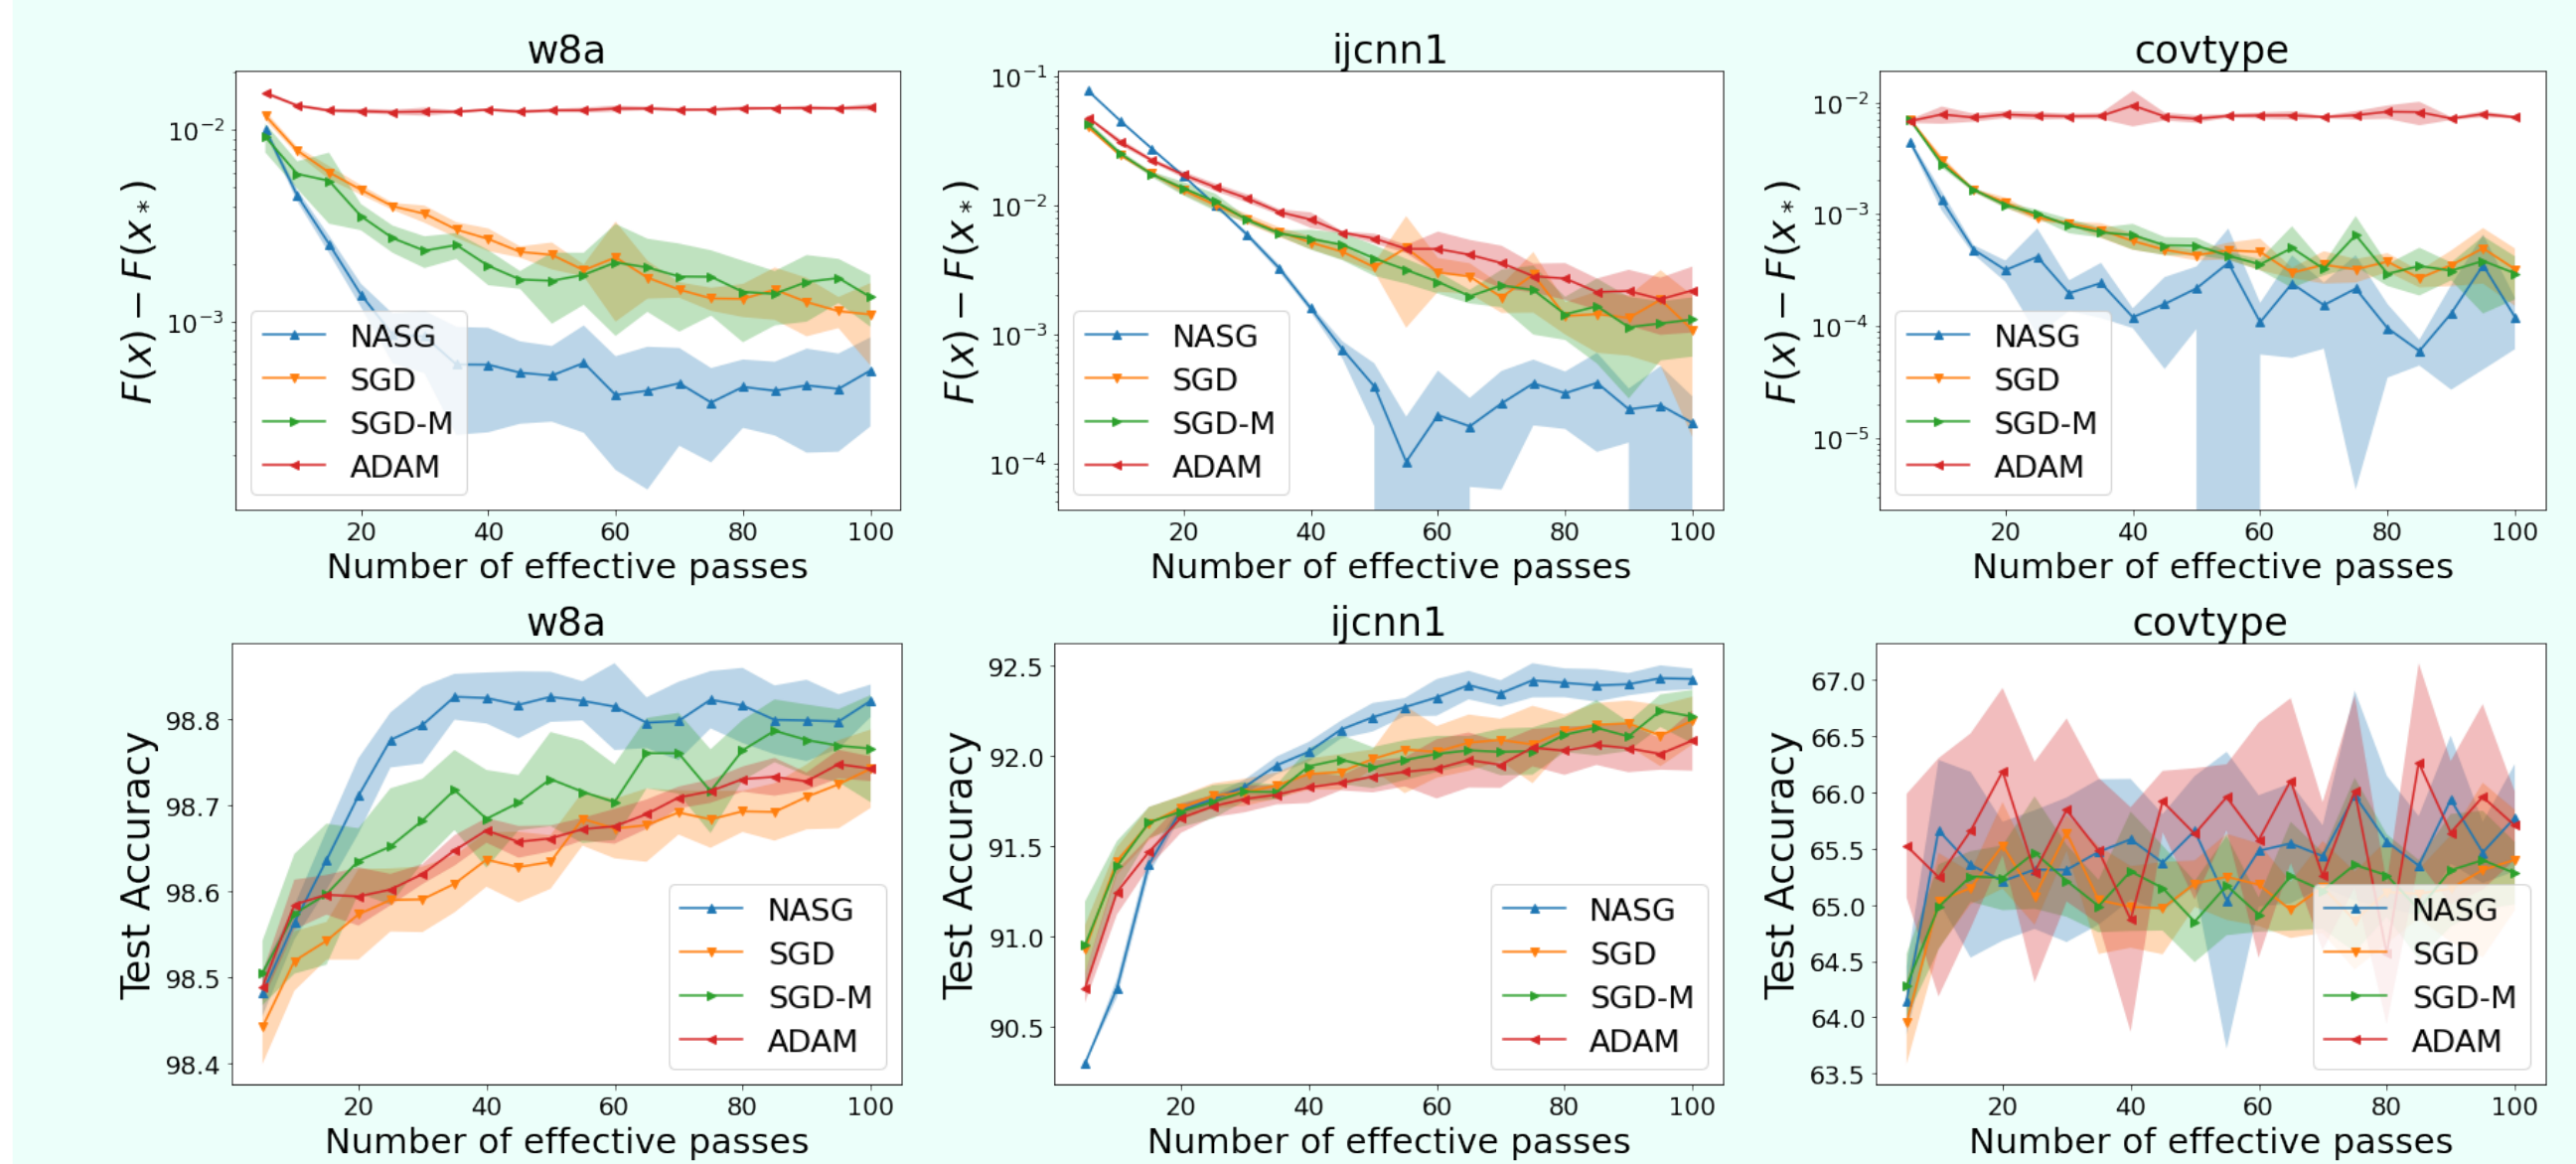 w8a
ijcnn1
covtype
F(x) − F(x*)
10⁻²
10⁻³
NASG
SGD
SGD-M
ADAM
20 40 60 80 100
Number of effective passes
F(x) − F(x*)
10⁻¹
10⁻²
10⁻³
10⁻⁴
NASG
SGD
SGD-M
ADAM
20 40 60 80 100
Number of effective passes
F(x) − F(x*)
10⁻²
10⁻³
10⁻⁴
10⁻⁵
NASG
SGD
SGD-M
ADAM
20 40 60 80 100
Number of effective passes
w8a
ijcnn1
covtype
Test Accuracy
98.8
98.7
98.6
98.5
98.4
NASG
SGD
SGD-M
ADAM
20 40 60 80 100
Number of effective passes
Test Accuracy
92.5
92.0
91.5
91.0
90.5
NASG
SGD
SGD-M
ADAM
20 40 60 80 100
Number of effective passes
Test Accuracy
67.0
66.5
66.0
65.5
65.0
64.5
64.0
63.5
NASG
SGD
SGD-M
ADAM
20 40 60 80 100
Number of effective passes